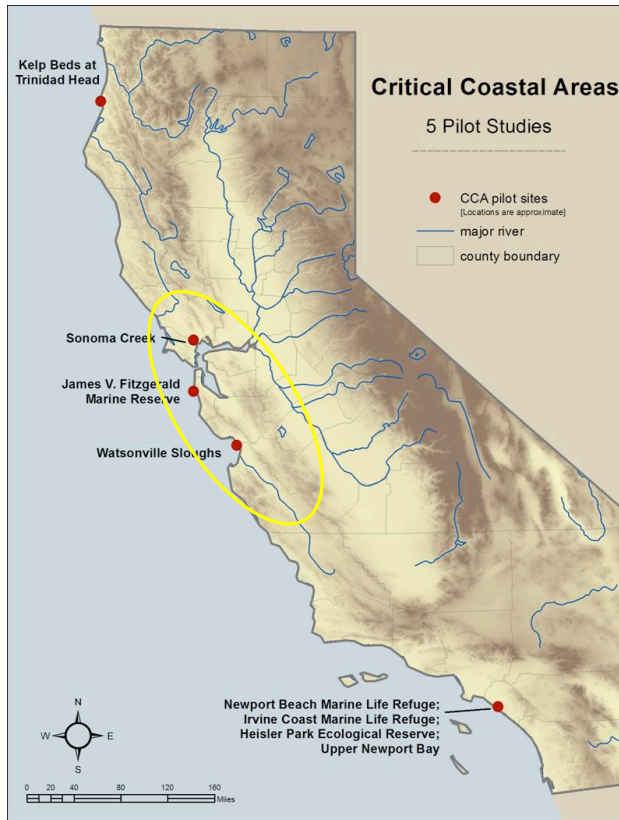 Kelp Beds at
Trinidad Head
Critical Coastal Areas
5 Pilot Studies
CCA pilot sites
[Locations are approximate]
major river
county boundary
Sonoma Creek
James V. Fitzgerald
Marine Reserve
Watsonville Sloughs
Newport Beach Marine Life Refuge;
Irvine Coast Marine Life Refuge;
Heisler Park Ecological Reserve;
Upper Newport Bay
N
W E
S
0 20 40 80 120 160
Miles